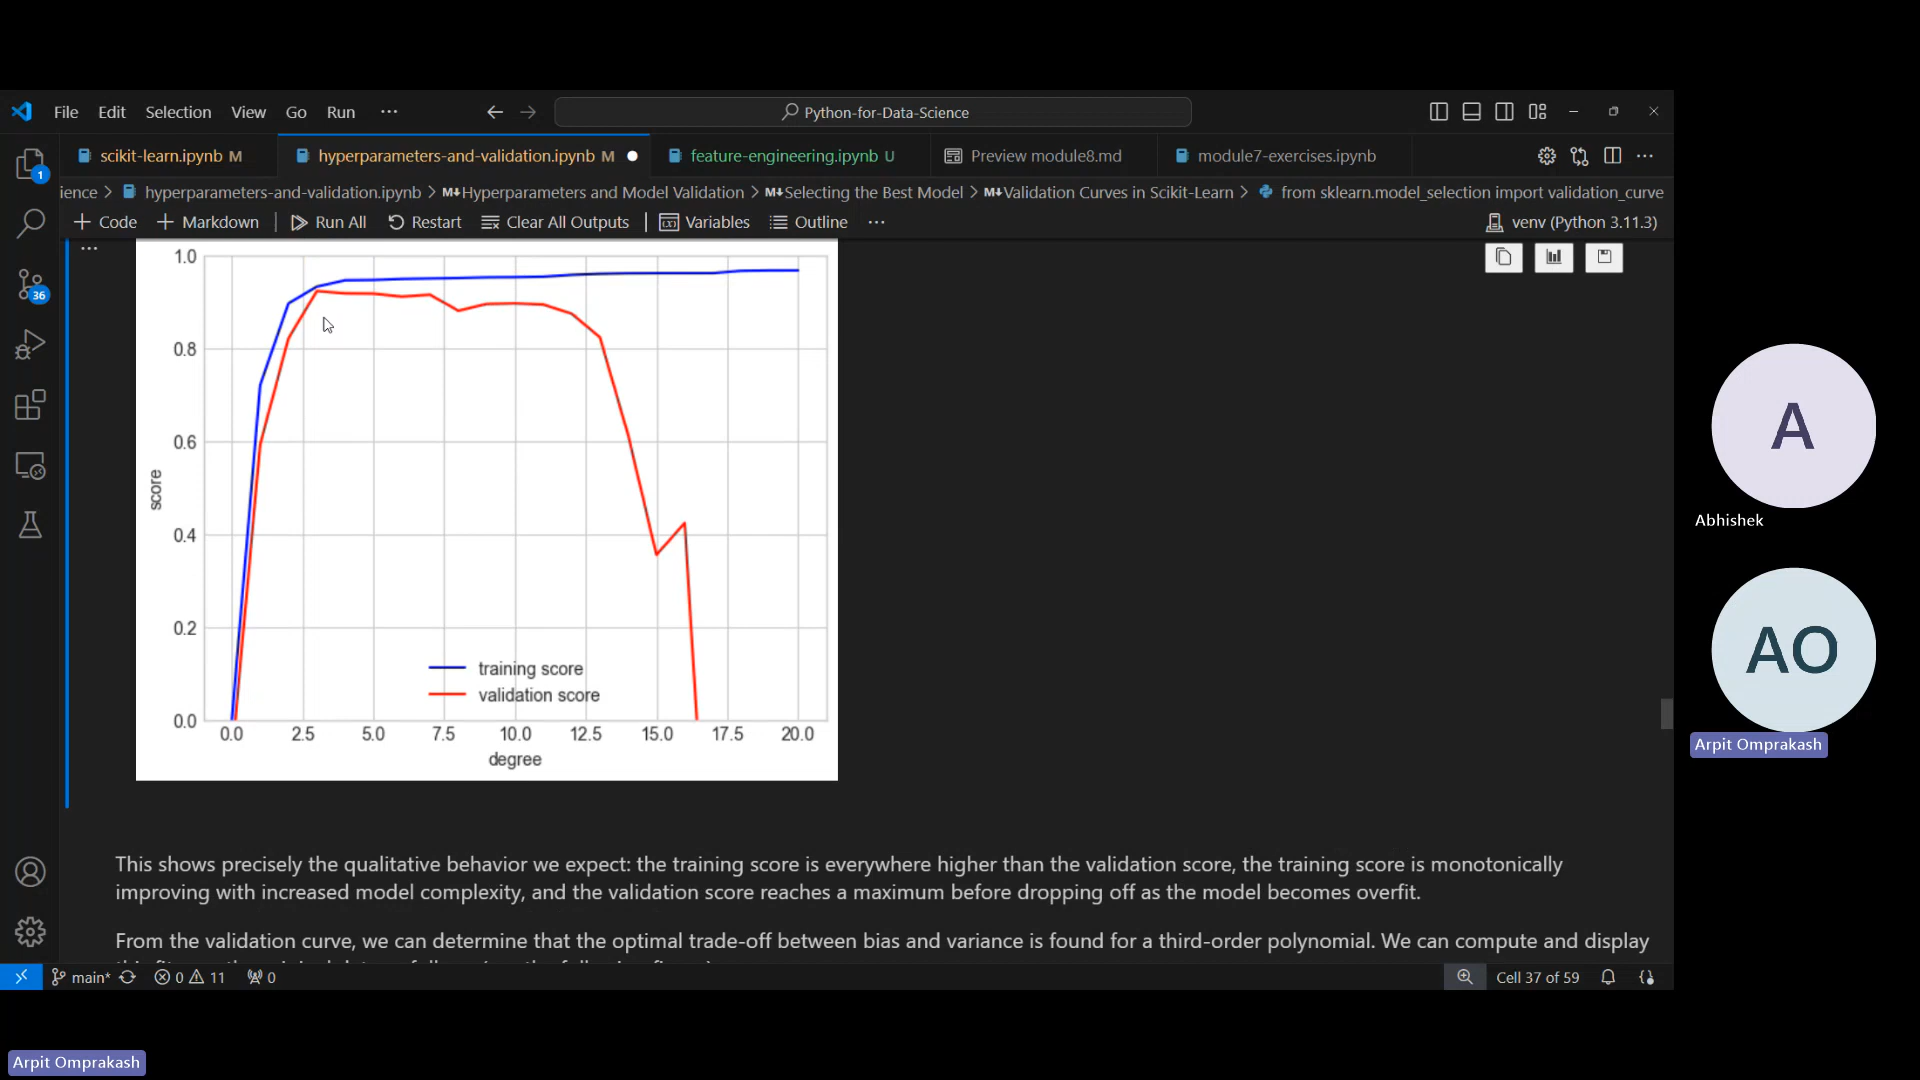 File Edit Selection View Go Run ··· Python-for-Data-Science
scikit-learn.ipynb M hyperparameters-and-validation.ipynb M feature-engineering.ipynb U Preview module8.md module7-exercises.ipynb
ience > hyperparameters-and-validation.ipynb > M↓Hyperparameters and Model Validation > M↓Selecting the Best Model > M↓Validation Curves in Scikit-Learn > from sklearn.model_selection import validation_curve
+ Code + Markdown Run All Restart Clear All Outputs Variables Outline ··· venv (Python 3.11.3)
1
36
1.0
0.8
0.6
0.4
0.2
0.0
score
training score
validation score
0.0 2.5 5.0 7.5 10.0 12.5 15.0 17.5 20.0
degree
This shows precisely the qualitative behavior we expect: the training score is everywhere higher than the validation score, the training score is monotonically
improving with increased model complexity, and the validation score reaches a maximum before dropping off as the model becomes overfit.
From the validation curve, we can determine that the optimal trade-off between bias and variance is found for a third-order polynomial. We can compute and display
main* 0 11 0 Cell 37 of 59
A
Abhishek
AO
Arpit Omprakash
Arpit Omprakash